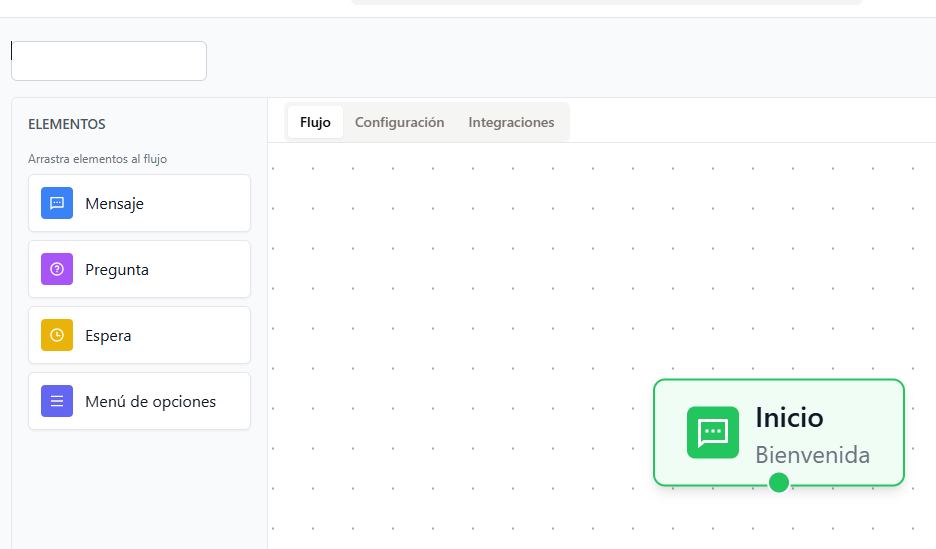 ELEMENTOS
Arrastra elementos al flujo
Mensaje
Pregunta
Espera
Menú de opciones
Flujo Configuración Integraciones
Inicio
Bienvenida